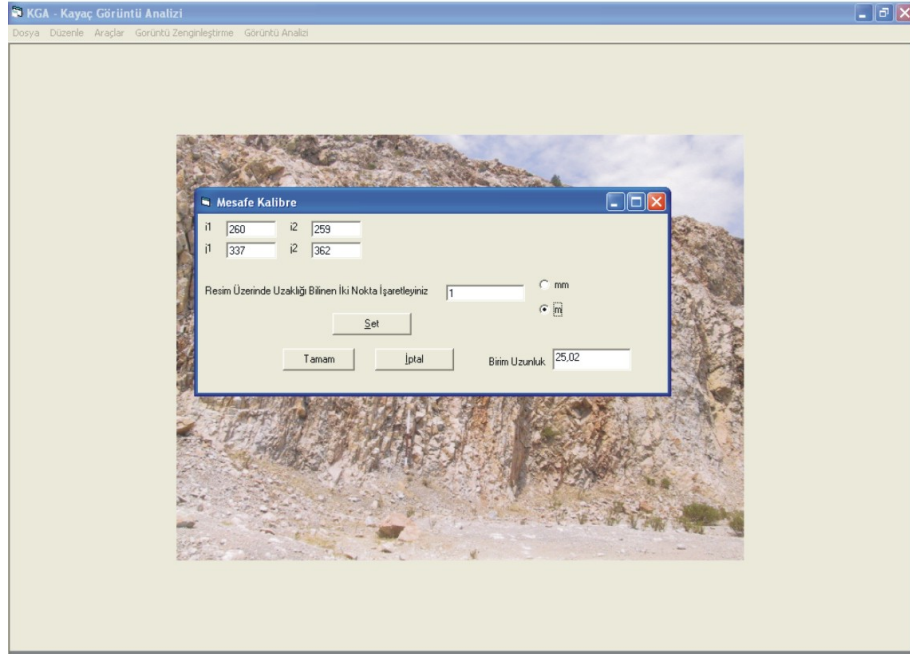 KGA - Kayaç Görüntü Analizi
Dosya Düzenle Araçlar Goruntü Zenginleştirme Görüntü Analizi
Mesafe Kalibre
i1 260 i2 259
j1 337 j2 362
Resim Üzerinde Uzaklığı Bilinen İki Nokta İşaretleyiniz 1 mm
m
Set
Tamam İptal Birim Uzunluk 25,02